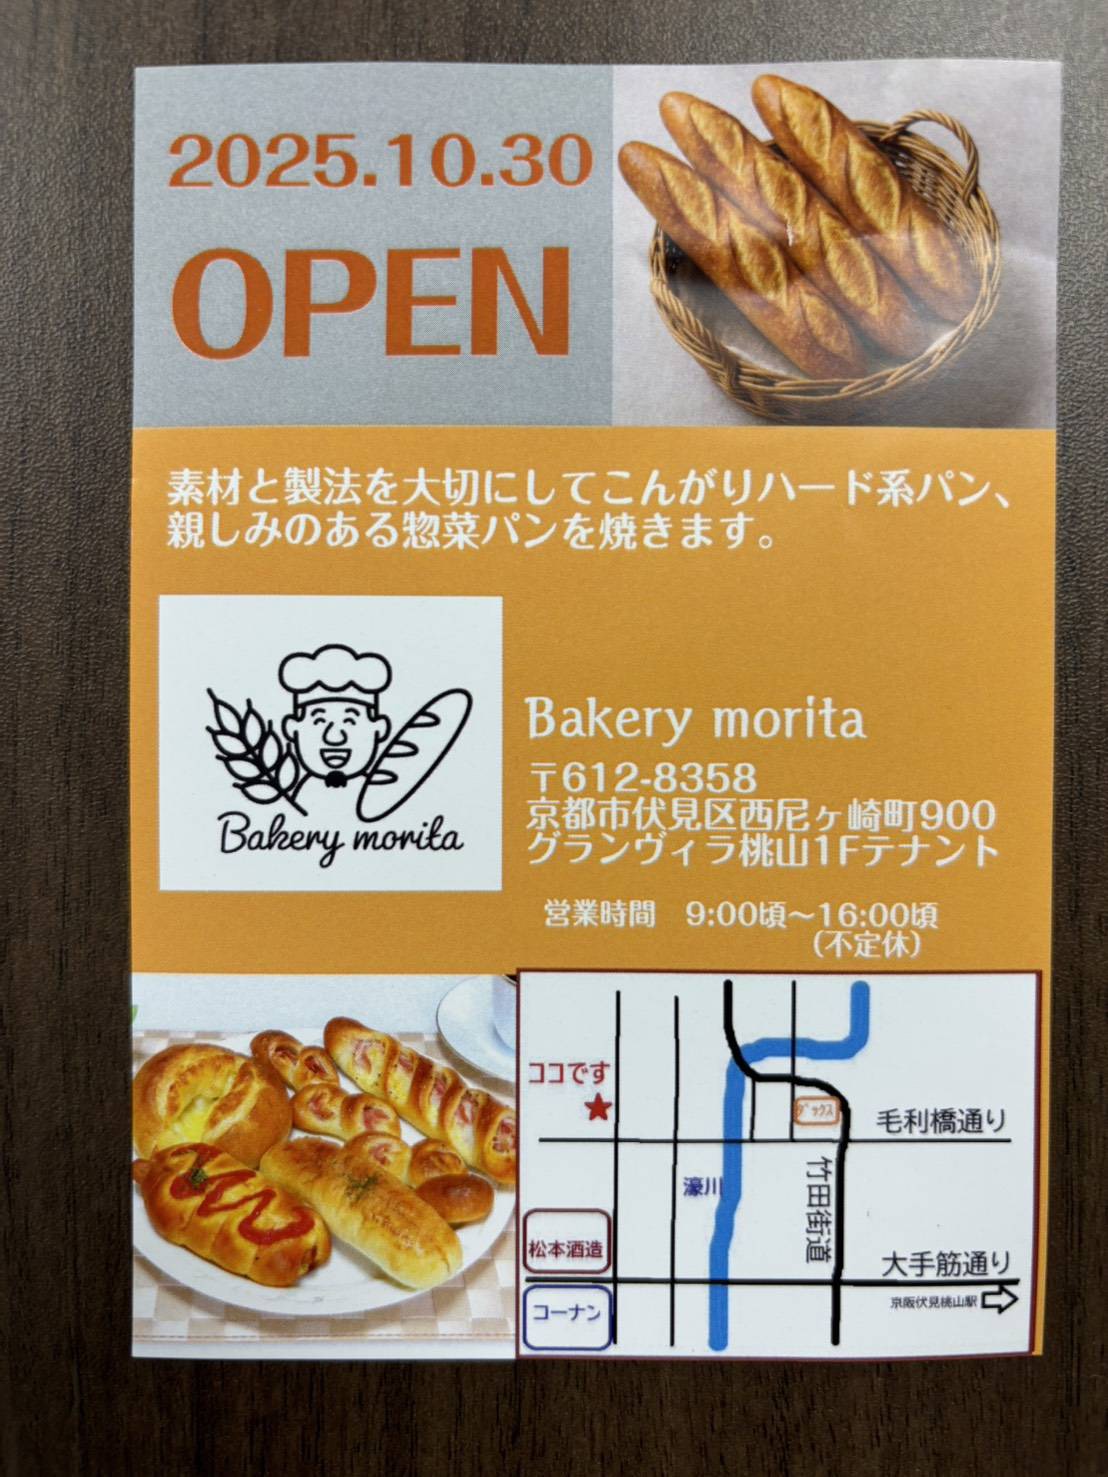 2025.10.30
OPEN
素材と製法を大切にしてこんがりハード系パン、
親しみのある惣菜パンを焼きます。
Bakery morita
Bakery morita
〒612-8358
京都市伏見区西尼ヶ崎町900
グランヴィラ桃山1Fテナント
営業時間 9:00頃〜16:00頃
(不定休)
ココです
ダックス
毛利橋通り
濠川
竹田街道
松本酒造
大手筋通り
京阪伏見桃山駅
コーナン